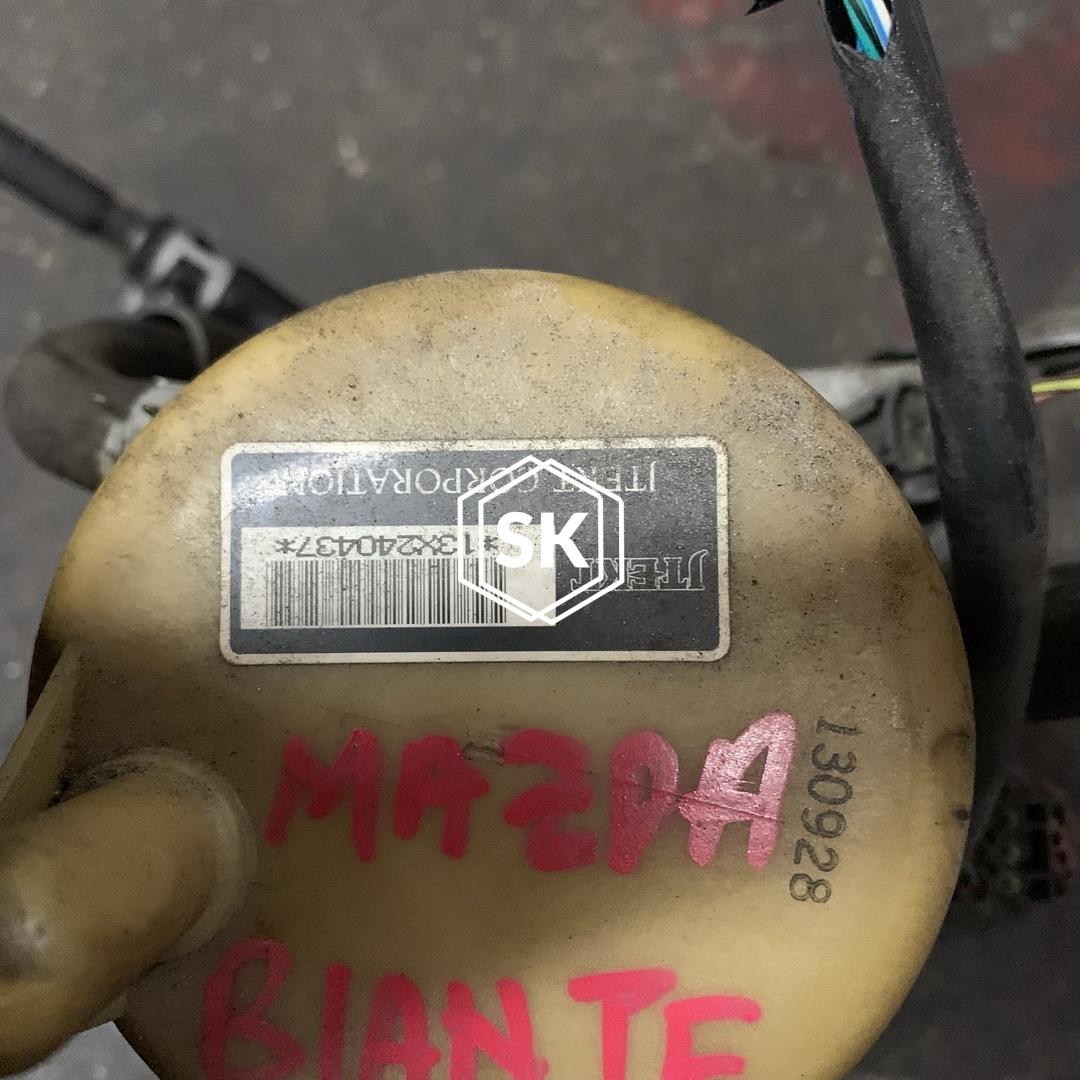 JTEKT CORPORATION
*13X240437*
JTEKT
SK
MAZDA
130928
BIANTE